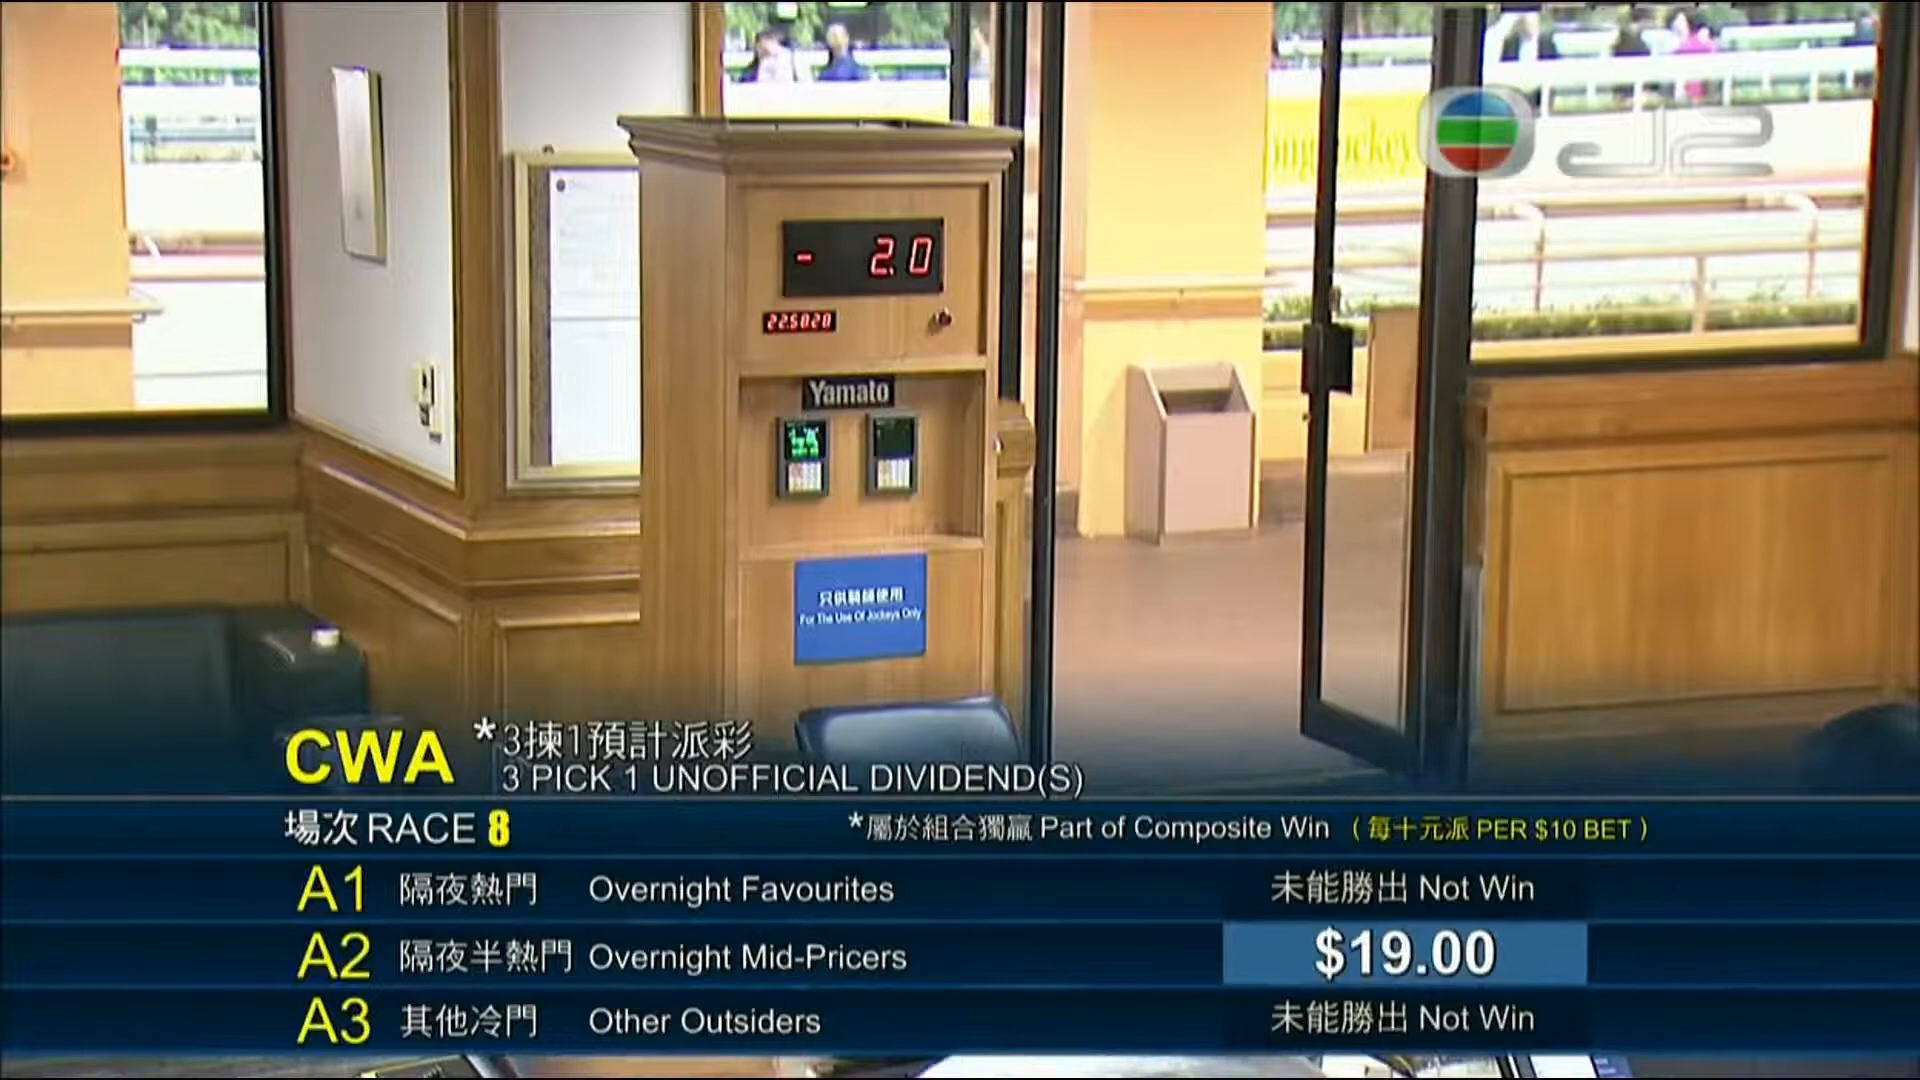 J2
ong Jockey
- 2.0
22.5020
Yamato
只供騎師使用
For The Use Of Jockeys Only
CWA *3揀1預計派彩
3 PICK 1 UNOFFICIAL DIVIDEND(S)
場次 RACE 8 *屬於組合獨贏 Part of Composite Win (每十元派 PER $10 BET)
A1 隔夜熱門 Overnight Favourites 未能勝出 Not Win
A2 隔夜半熱門 Overnight Mid-Pricers $19.00
A3 其他冷門 Other Outsiders 未能勝出 Not Win